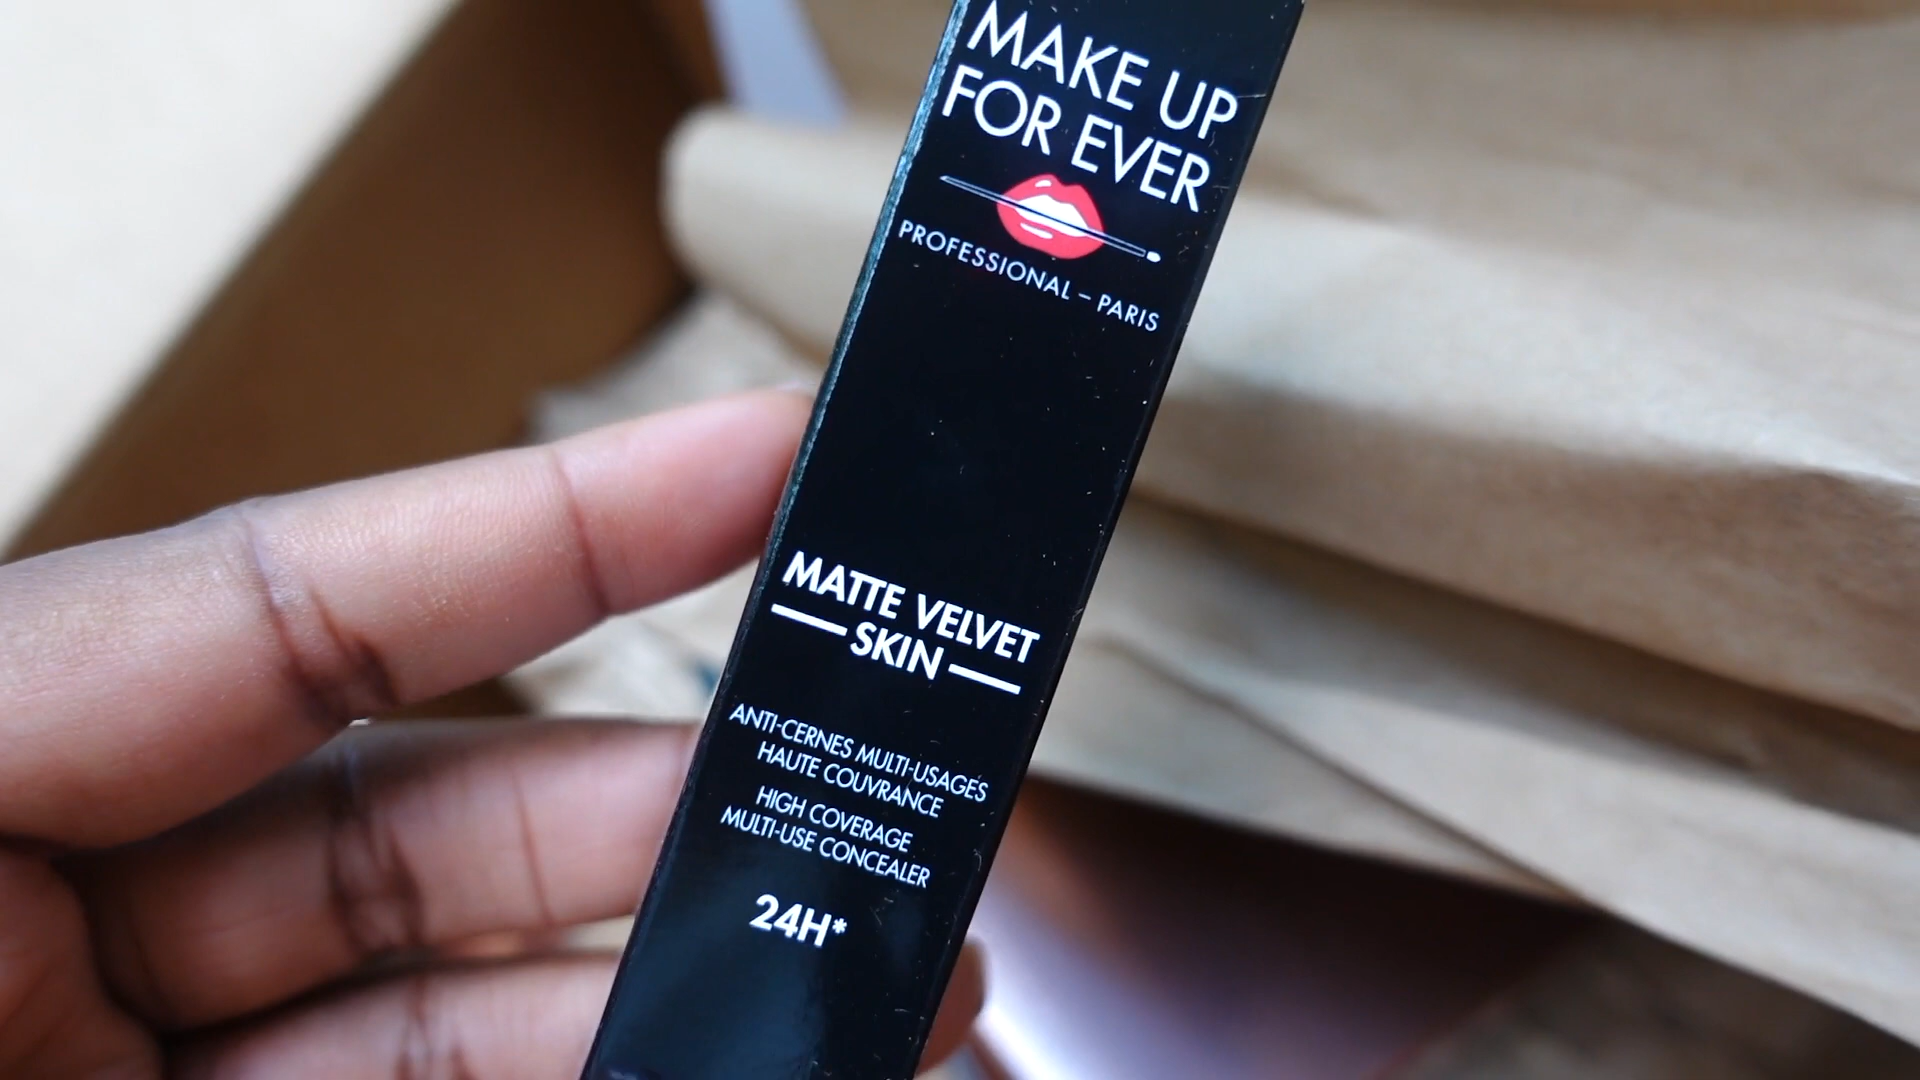 MAKE UP
FOR EVER
PROFESSIONAL – PARIS
MATTE VELVET
SKIN
ANTI-CERNES MULTI-USAGES
HAUTE COUVRANCE
HIGH COVERAGE
MULTI-USE CONCEALER
24H*